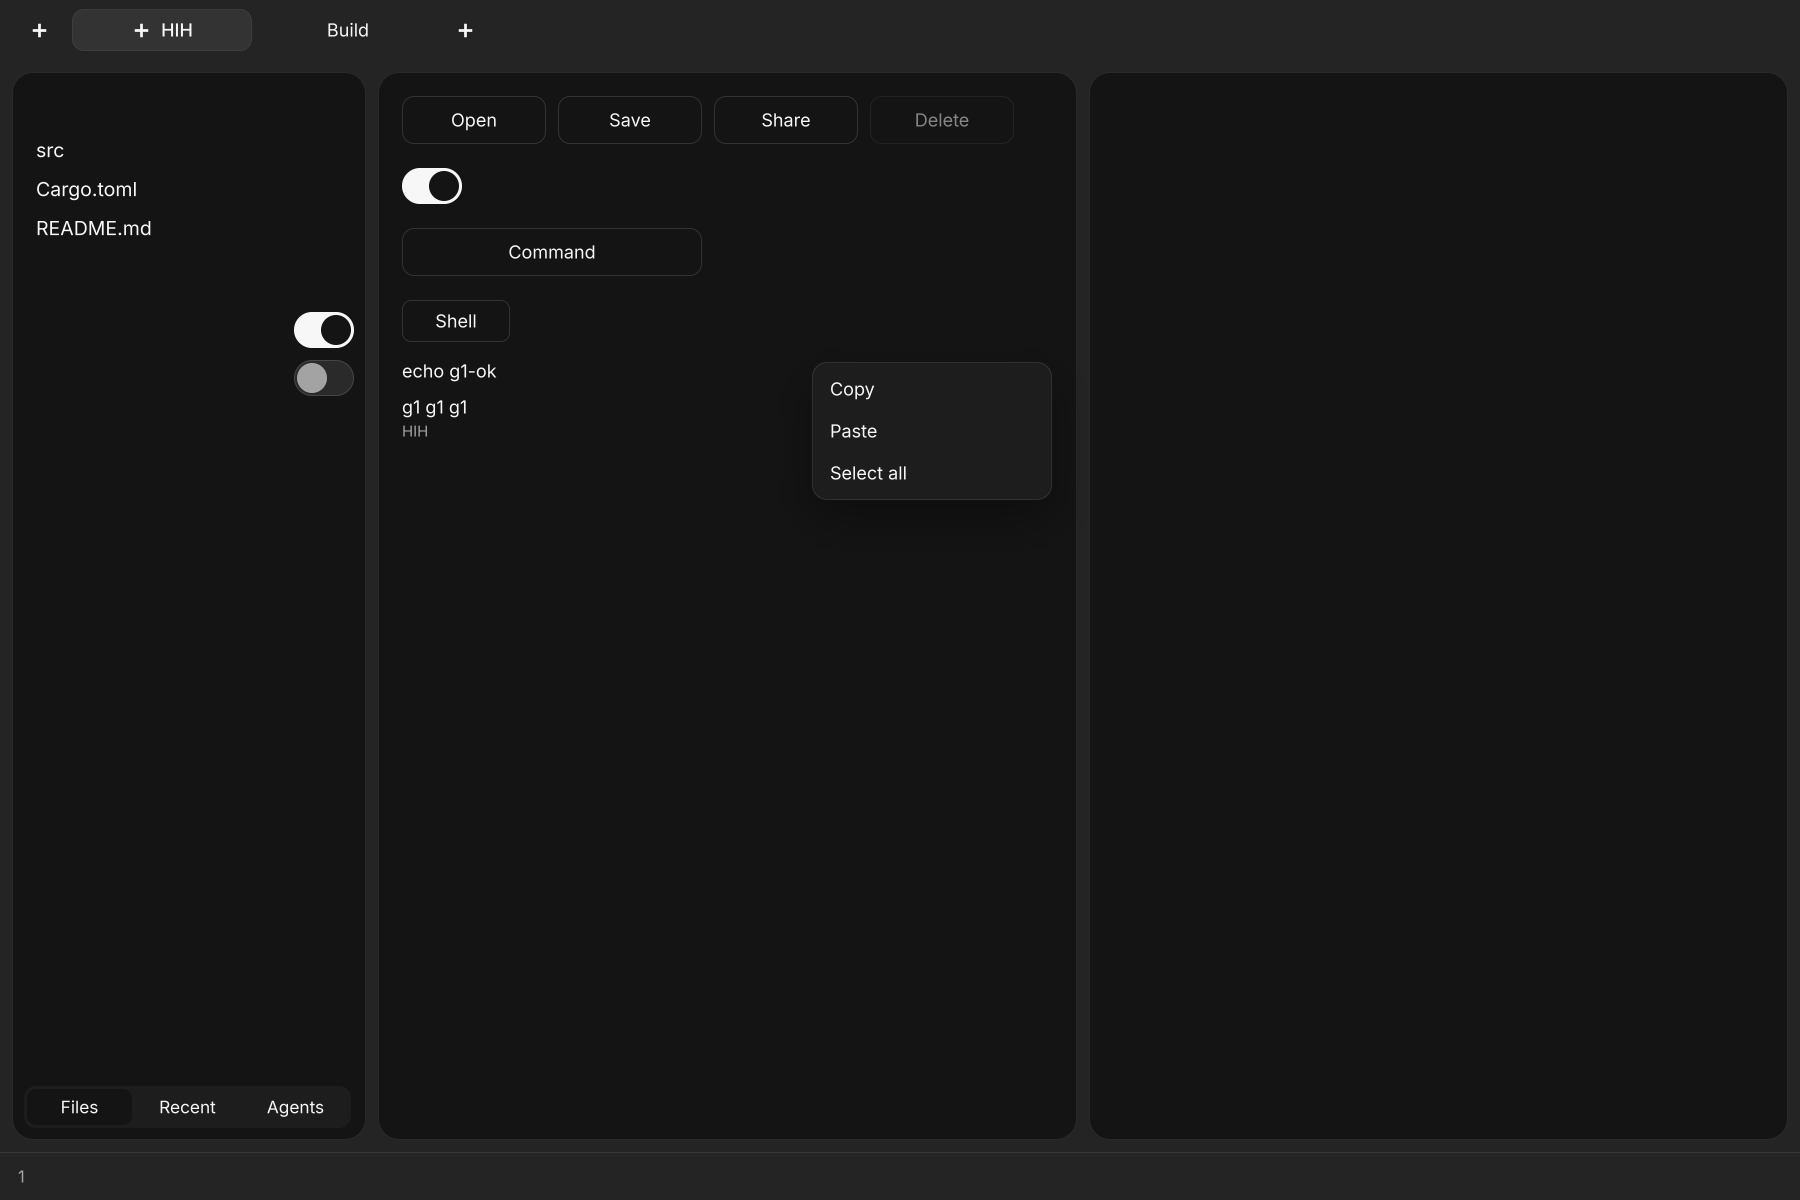 + + HIH Build +
src
Cargo.toml
README.md
Files Recent Agents
Open Save Share Delete
Command
Shell
echo g1-ok
g1 g1 g1
HIH
Copy
Paste
Select all
1